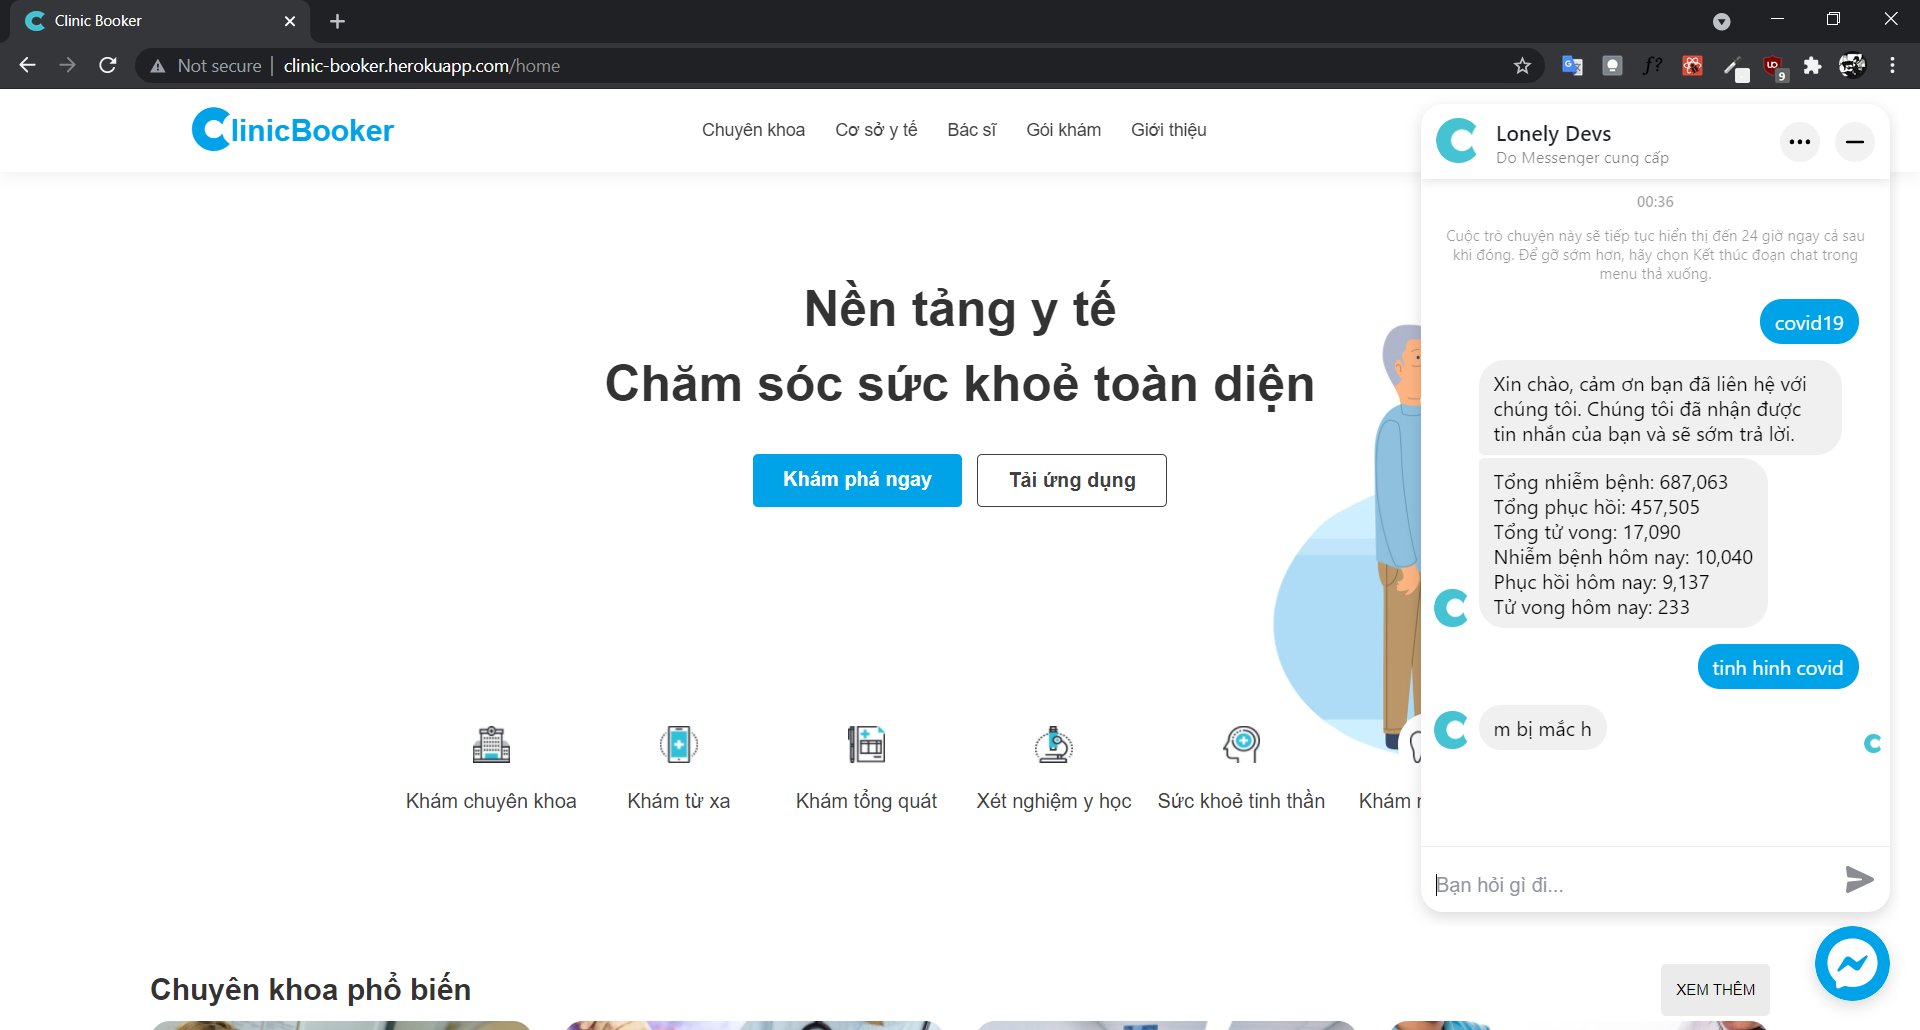 Clinic Booker
Not secure
clinic-booker.herokuapp.com/home
9
ClinicBooker
Chuyên khoa
Cơ sở y tế
Bác sĩ
Gói khám
Giới thiệu
Nền tảng y tế
Chăm sóc sức khoẻ toàn diện
Khám phá ngay
Tải ứng dụng
Khám chuyên khoa
Khám từ xa
Khám tổng quát
Xét nghiệm y học
Sức khoẻ tinh thần
Khám
Chuyên khoa phổ biến
XEM THÊM
Lonely Devs
Do Messenger cung cấp
00:36
Cuộc trò chuyện này sẽ tiếp tục hiển thị đến 24 giờ ngay cả sau
khi đóng. Để gỡ sớm hơn, hãy chọn Kết thúc đoạn chat trong
menu thả xuống.
covid19
Xin chào, cảm ơn bạn đã liên hệ với
chúng tôi. Chúng tôi đã nhận được
tin nhắn của bạn và sẽ sớm trả lời.
Tổng nhiễm bệnh: 687,063
Tổng phục hồi: 457,505
Tổng tử vong: 17,090
Nhiễm bệnh hôm nay: 10,040
Phục hồi hôm nay: 9,137
Tử vong hôm nay: 233
tinh hinh covid
m bị mắc h
Bạn hỏi gì đi...